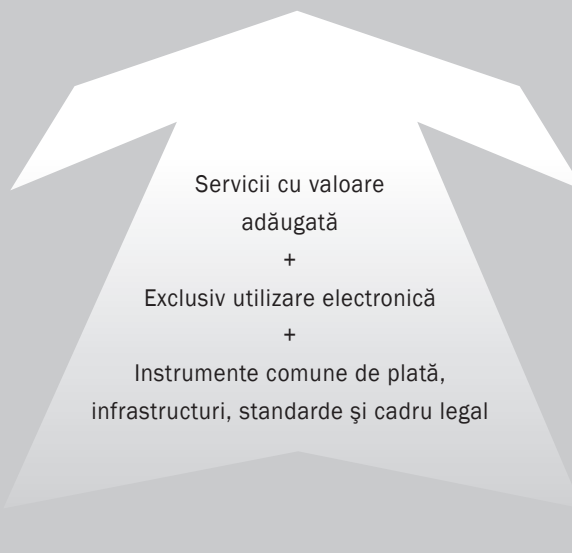 Servicii cu valoare
adăugată
+
Exclusiv utilizare electronică
+
Instrumente comune de plată,
infrastructuri, standarde şi cadru legal